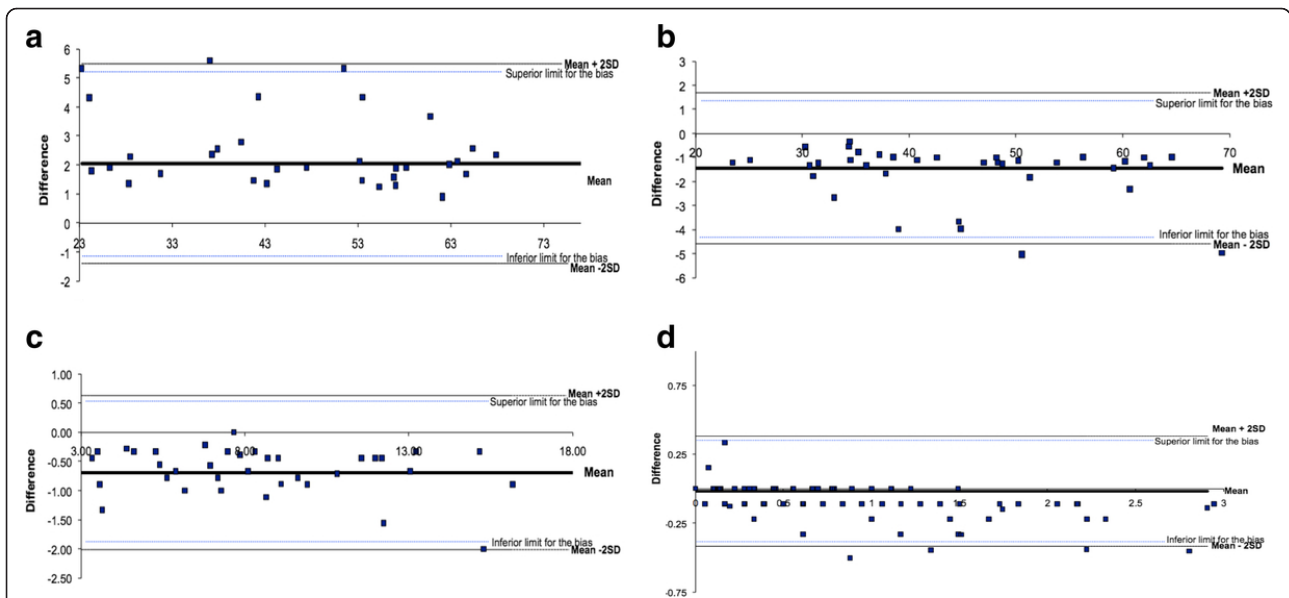 a
6
Mean + 2SD
5
Superior limit for the bias
4
3
2
Mean
1
0
23 33 43 53 63 73
-1
Inferior limit for the bias
Mean -2SD
-2
Difference
b
3
2
Mean +2SD
Superior limit for the bias
1
0
20 30 40 50 60 70
-1
Mean
-2
-3
-4
Inferior limit for the bias
Mean - 2SD
-5
-6
Difference
c
1.00
Mean +2SD
0.50
Superior limit for the bias
0.00
3.00 8.00 13.00 18.00
-0.50
Mean
-1.00
-1.50
Inferior limit for the bias
-2.00
Mean -2SD
-2.50
Difference
d
0.75
Mean + 2SD
Superior limit for the bias
0.25
Mean
0 0.5 1 1.5 2 2.5 3
-0.25
Inferior limit for the bias
Mean - 2SD
-0.75
Difference